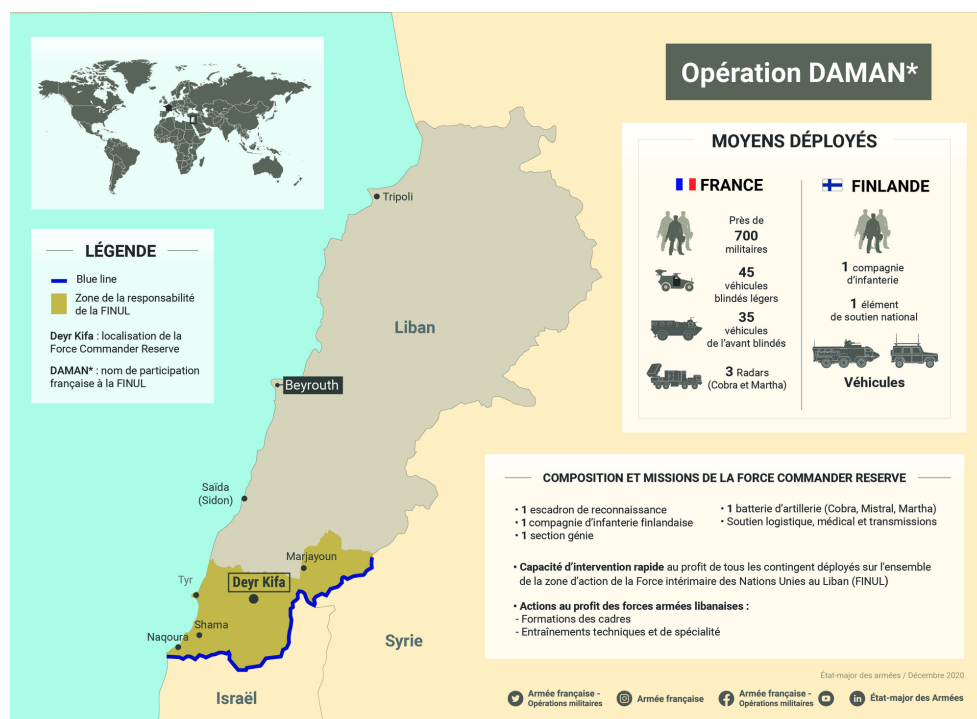 Opération DAMAN*
MOYENS DÉPLOYÉS
FRANCE
Près de
700
militaires
45
véhicules
blindés légers
35
véhicules
de l'avant blindés
3 Radars
(Cobra et Martha)
FINLANDE
1 compagnie
d'infanterie
1 élément
de soutien national
Véhicules
LÉGENDE
Blue line
Zone de la responsabilité
de la FINUL
Deyr Kifa : localisation de la
Force Commander Reserve
DAMAN* : nom de participation
française à la FINUL
Tripoli
Liban
Beyrouth
Saïda
(Sidon)
Marjayoun
Tyr
Deyr Kifa
Shama
Naqoura
Syrie
Israël
COMPOSITION ET MISSIONS DE LA FORCE COMMANDER RESERVE
• 1 escadron de reconnaissance
• 1 compagnie d'infanterie finlandaise
• 1 section génie
• 1 batterie d'artillerie (Cobra, Mistral, Martha)
• Soutien logistique, médical et transmissions
• Capacité d'intervention rapide au profit de tous les contingent déployés sur l'ensemble
de la zone d'action de la Force intérimaire des Nations Unies au Liban (FINUL)
• Actions au profit des forces armées libanaises :
- Formations des cadres
- Entraînements techniques et de spécialité
État-major des armées / Décembre 2020
Armée française -
Opérations militaires
Armée française
Armée française -
Opérations militaires
État-major des Armées